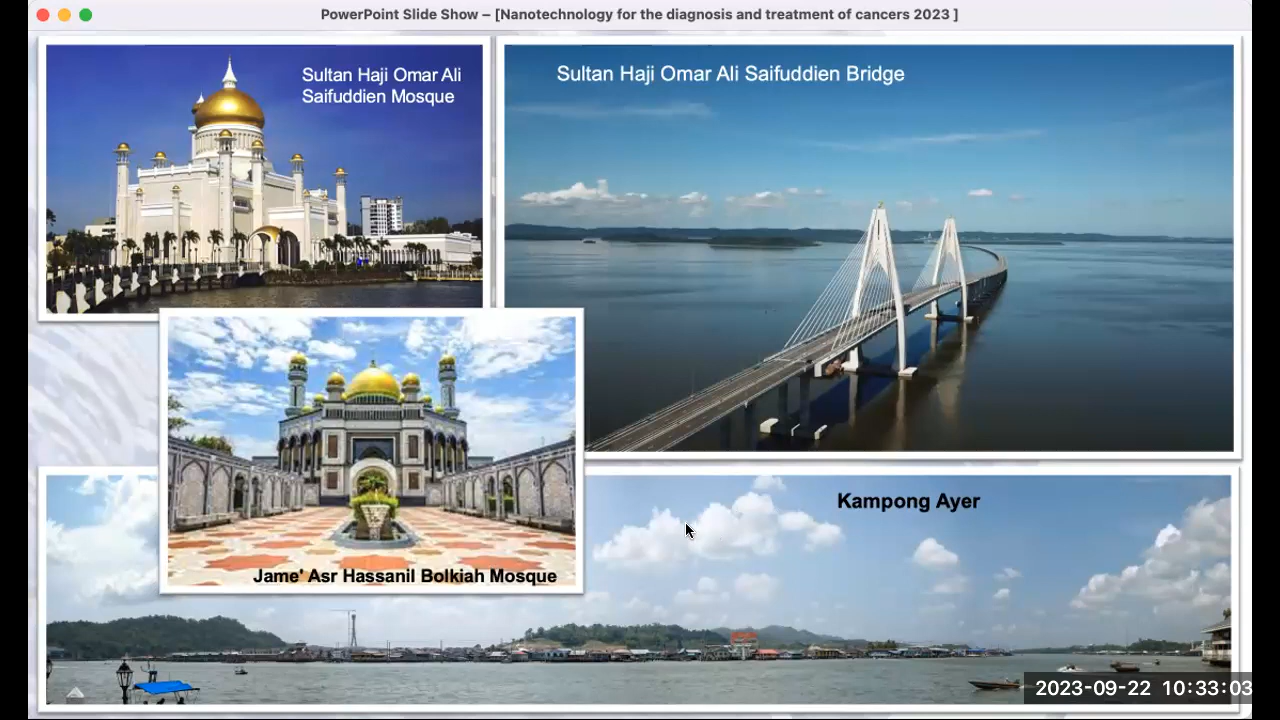 PowerPoint Slide Show – [Nanotechnology for the diagnosis and treatment of cancers 2023 ]
Sultan Haji Omar Ali
Saifuddien Mosque
Sultan Haji Omar Ali Saifuddien Bridge
Jame' Asr Hassanil Bolkiah Mosque
Kampong Ayer
2023-09-22 10:33:03